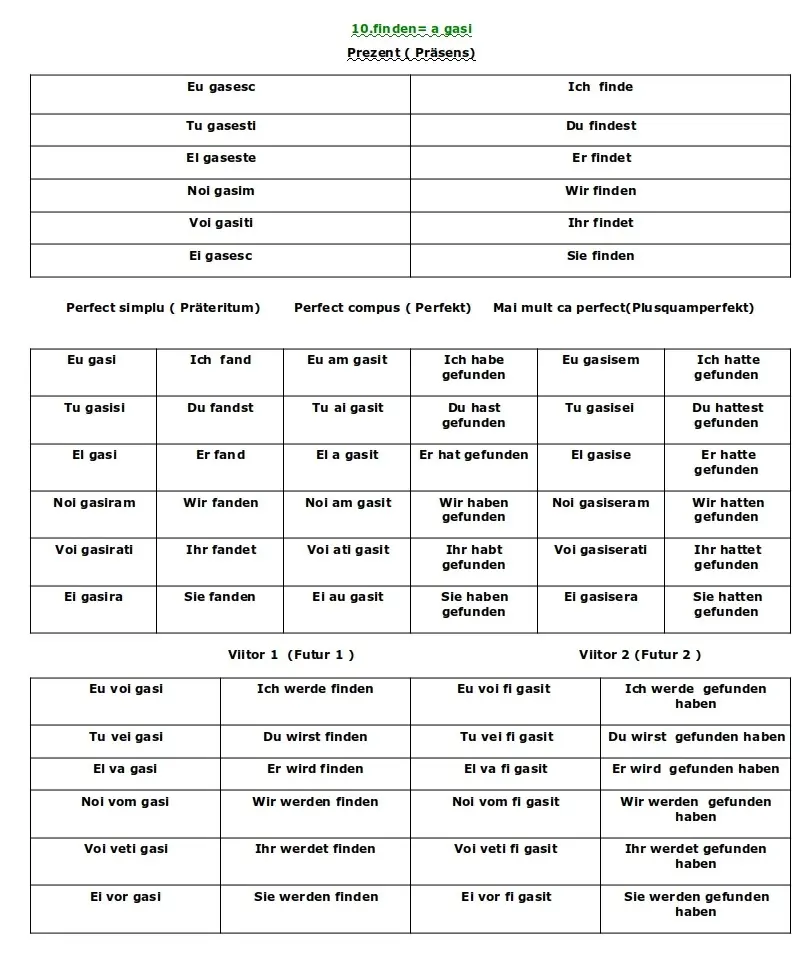 10.finden= a gasi
Prezent ( Präsens)
Eu gasesc Ich finde
Tu gasesti Du findest
El gaseste Er findet
Noi gasim Wir finden
Voi gasiti Ihr findet
Ei gasesc Sie finden
Perfect simplu ( Präteritum) Perfect compus ( Perfekt) Mai mult ca perfect(Plusquamperfekt)
Eu gasi Ich fand Eu am gasit Ich habe gefunden Eu gasisem Ich hatte gefunden
Tu gasisi Du fandst Tu ai gasit Du hast gefunden Tu gasisei Du hattest gefunden
El gasi Er fand El a gasit Er hat gefunden El gasise Er hatte gefunden
Noi gasiram Wir fanden Noi am gasit Wir haben gefunden Noi gasiseram Wir hatten gefunden
Voi gasirati Ihr fandet Voi ati gasit Ihr habt gefunden Voi gasiserati Ihr hattet gefunden
Ei gasira Sie fanden Ei au gasit Sie haben gefunden Ei gasisera Sie hatten gefunden
Viitor 1 (Futur 1 ) Viitor 2 (Futur 2 )
Eu voi gasi Ich werde finden Eu voi fi gasit Ich werde gefunden haben
Tu vei gasi Du wirst finden Tu vei fi gasit Du wirst gefunden haben
El va gasi Er wird finden El va fi gasit Er wird gefunden haben
Noi vom gasi Wir werden finden Noi vom fi gasit Wir werden gefunden haben
Voi veti gasi Ihr werdet finden Voi veti fi gasit Ihr werdet gefunden haben
Ei vor gasi Sie werden finden Ei vor fi gasit Sie werden gefunden haben